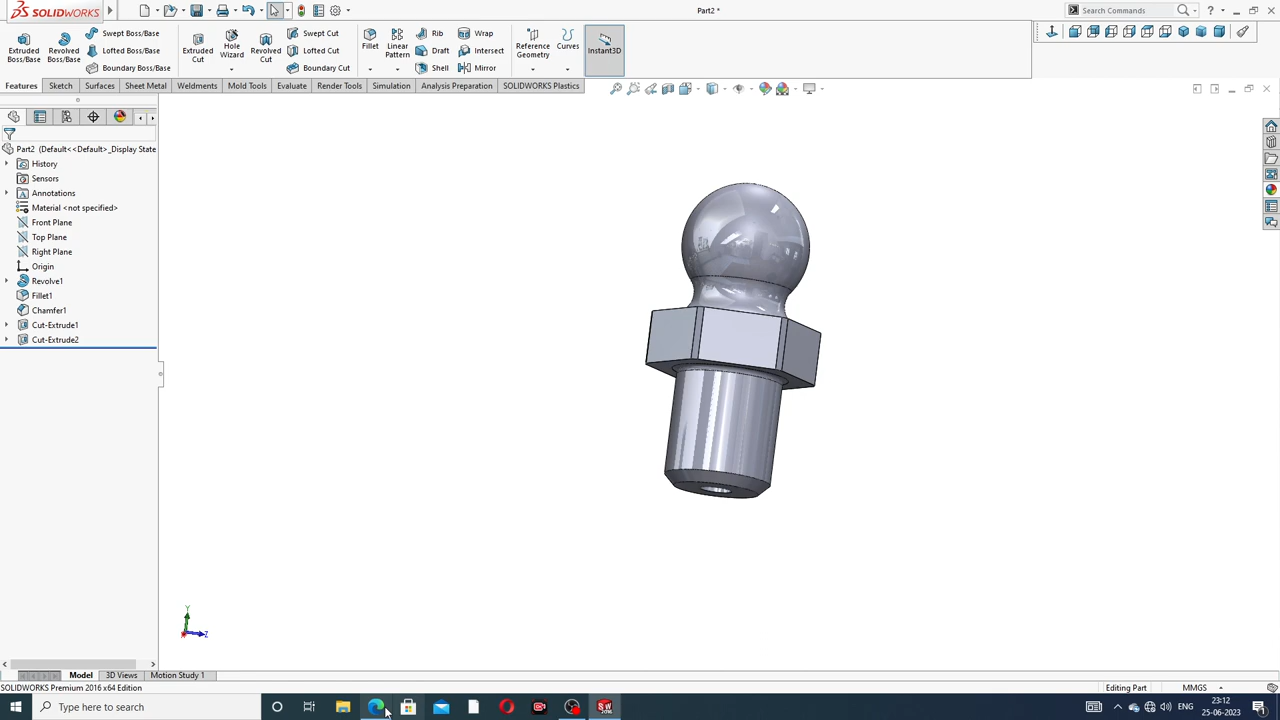 SOLIDWORKS
Part2 *
Search Commands
Extruded Boss/Base
Revolved Boss/Base
Swept Boss/Base
Lofted Boss/Base
Boundary Boss/Base
Extruded Cut
Hole Wizard
Revolved Cut
Swept Cut
Lofted Cut
Boundary Cut
Fillet
Linear Pattern
Rib
Draft
Shell
Wrap
Intersect
Mirror
Reference Geometry
Curves
Instant3D
Features
Sketch
Surfaces
Sheet Metal
Weldments
Mold Tools
Evaluate
Render Tools
Simulation
Analysis Preparation
SOLIDWORKS Plastics
Part2 (Default<<Default>_Display State
History
Sensors
Annotations
Material <not specified>
Front Plane
Top Plane
Right Plane
Origin
Revolve1
Fillet1
Chamfer1
Cut-Extrude1
Cut-Extrude2
Y
Z
Model
3D Views
Motion Study 1
SOLIDWORKS Premium 2016 x64 Edition
Editing Part
MMGS
Type here to search
ENG
23:12
25-06-2023